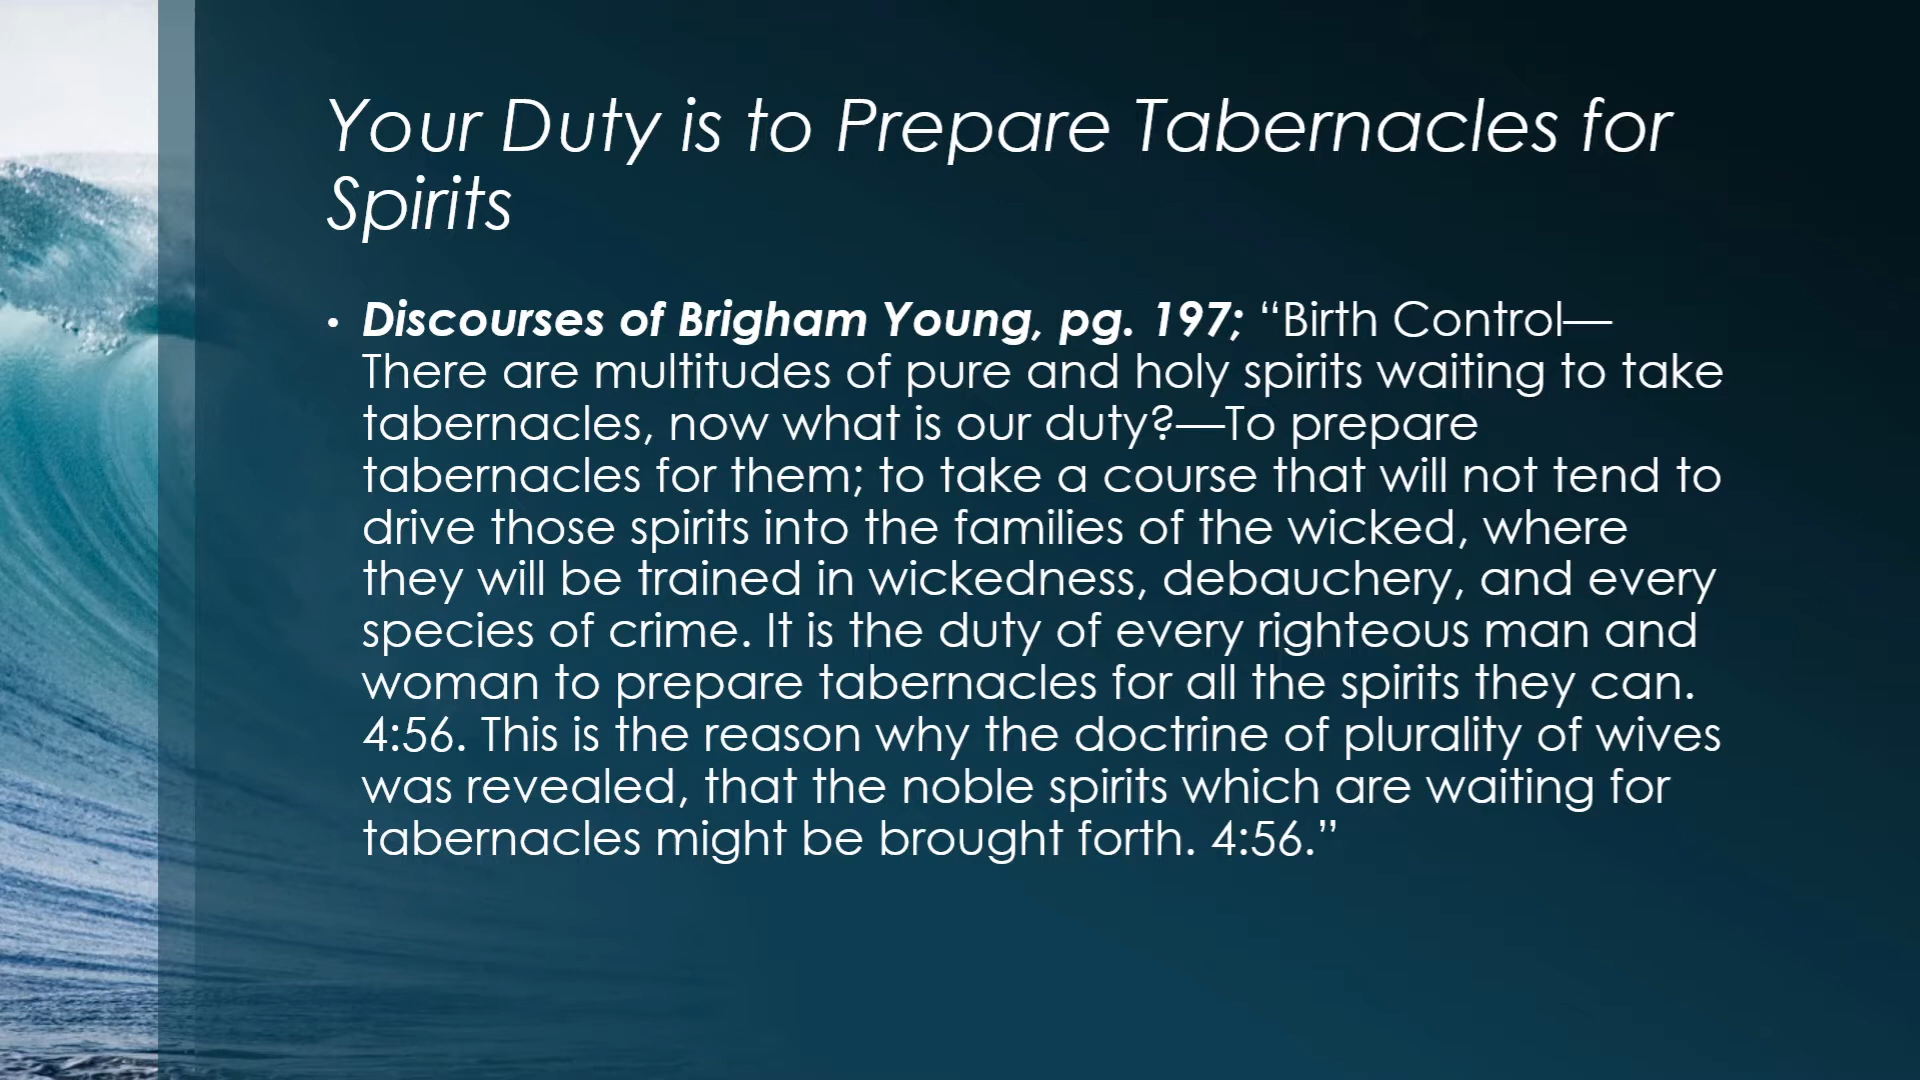 Your Duty is to Prepare Tabernacles for
Spirits
• Discourses of Brigham Young, pg. 197; “Birth Control—
There are multitudes of pure and holy spirits waiting to take
tabernacles, now what is our duty?—To prepare
tabernacles for them; to take a course that will not tend to
drive those spirits into the families of the wicked, where
they will be trained in wickedness, debauchery, and every
species of crime. It is the duty of every righteous man and
woman to prepare tabernacles for all the spirits they can.
4:56. This is the reason why the doctrine of plurality of wives
was revealed, that the noble spirits which are waiting for
tabernacles might be brought forth. 4:56.”